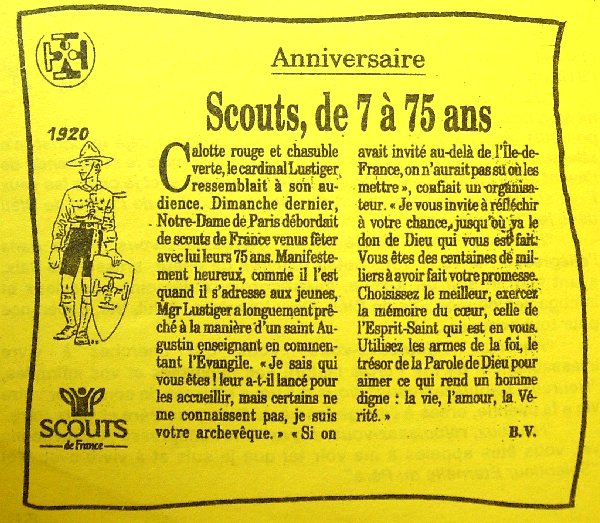 Anniversaire
Scouts, de 7 à 75 ans
1920
Calotte rouge et chasuble
verte, le cardinal Lustiger
ressemblait à son au-
dience. Dimanche dernier,
Notre-Dame de Paris débordait
de scouts de France venus fêter
avec lui leurs 75 ans. Manifeste-
ment heureux, comme il l'est
quand il s'adresse aux jeunes,
Mgr Lustiger a longuement prê-
ché à la manière d'un saint Au-
gustin enseignant en commen-
tant l'Évangile. « Je sais qui
vous êtes ! leur a-t-il lancé pour
les accueillir, mais certains ne
me connaissent pas, je suis
votre archevêque. » « Si on
avait invité au-delà de l'Île-de-
France, on n'aurait pas su où les
mettre », confiait un organisa-
teur. « Je vous invite à réfléchir
à votre chance, jusqu'où va le
don de Dieu qui vous est fait.
Vous êtes des centaines de mil-
liers à avoir fait votre promesse.
Choisissez le meilleur, exercez
la mémoire du cœur, celle de
l'Esprit-Saint qui est en vous.
Utilisez les armes de la foi, le
trésor de la Parole de Dieu pour
aimer ce qui rend un homme
digne : la vie, l'amour, la Vé-
rité. »
B.V.
SCOUTS
de France